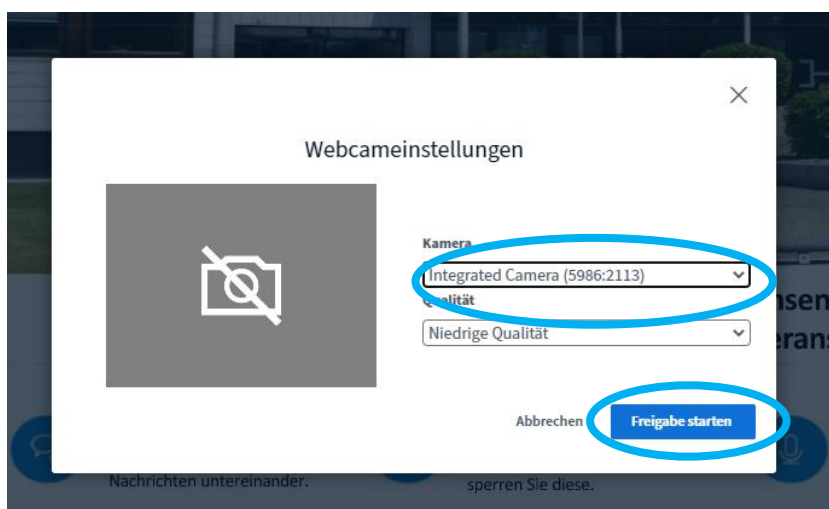 Webcameinstellungen
Kamera
Integrated Camera (5986:2113)
Qualität
Niedrige Qualität
Abbrechen
Freigabe starten
Nachrichten untereinander.
sperren Sie diese.